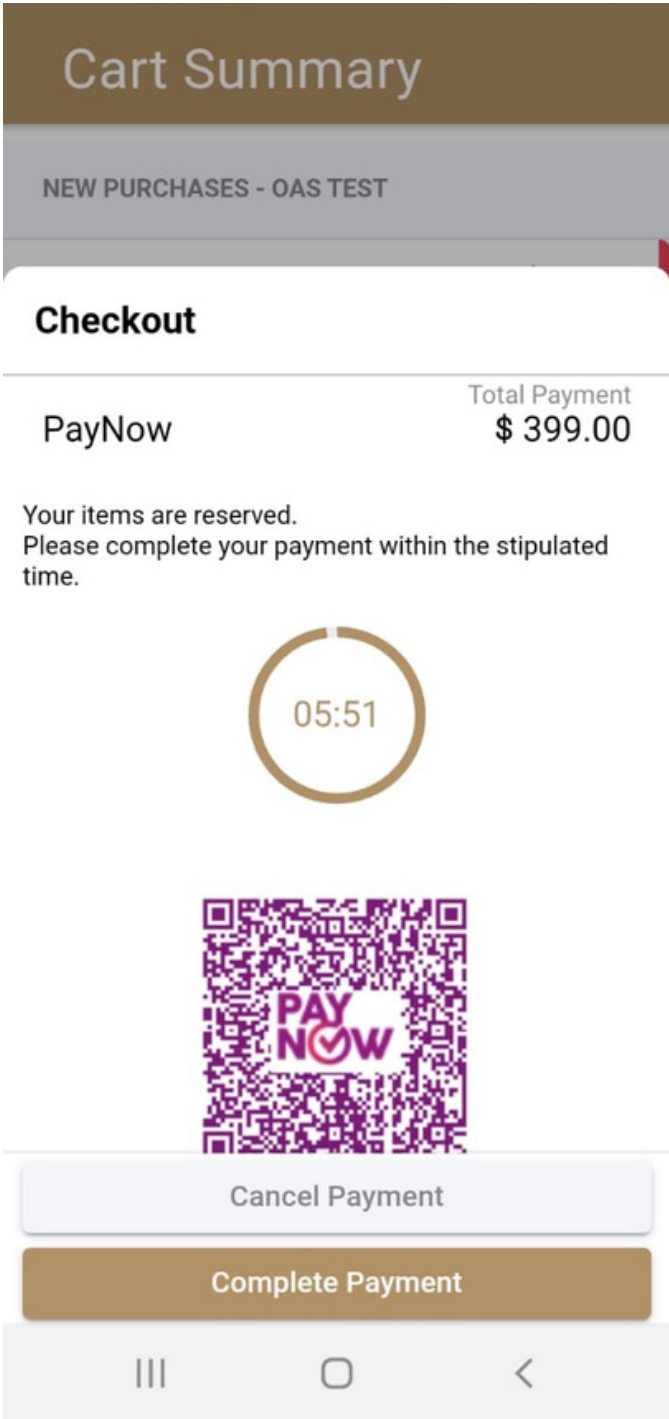 Cart Summary
NEW PURCHASES - OAS TEST
Checkout
Total Payment
PayNow
$ 399.00
Your items are reserved.
Please complete your payment within the stipulated
time.
05:51
PAY
NOW
Cancel Payment
Complete Payment